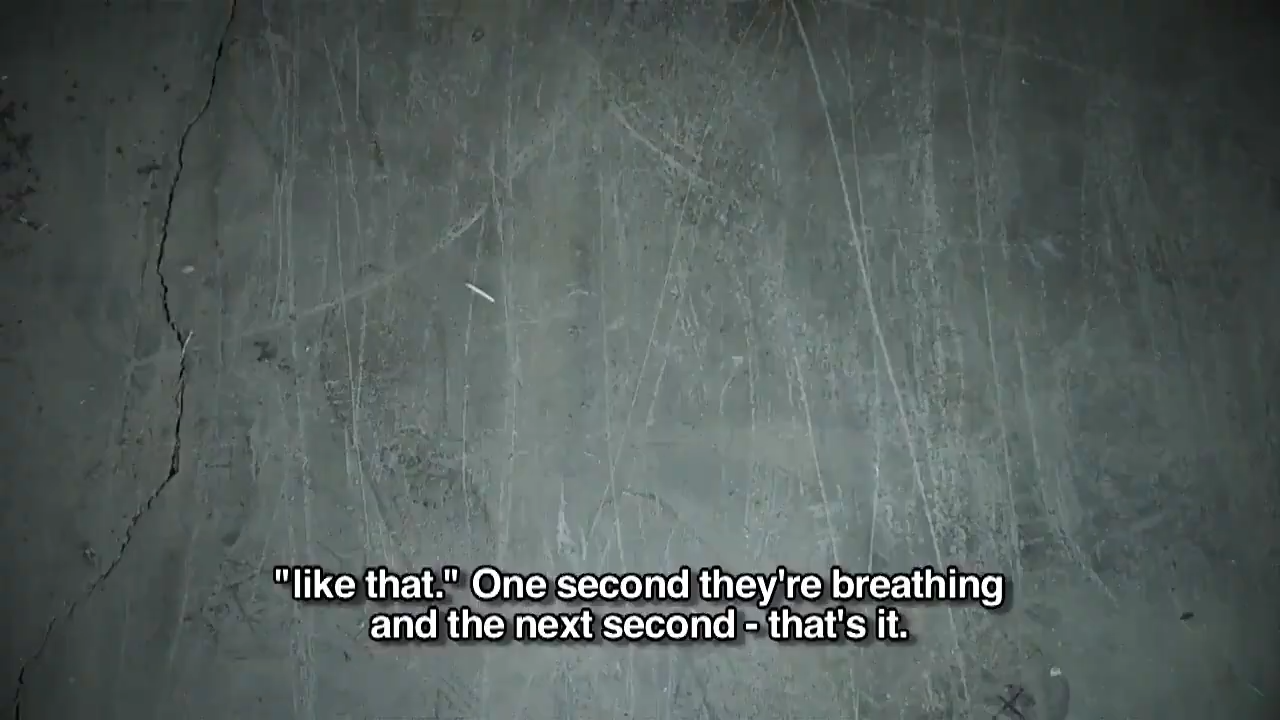 "like that." One second they're breathing
and the next second - that's it.